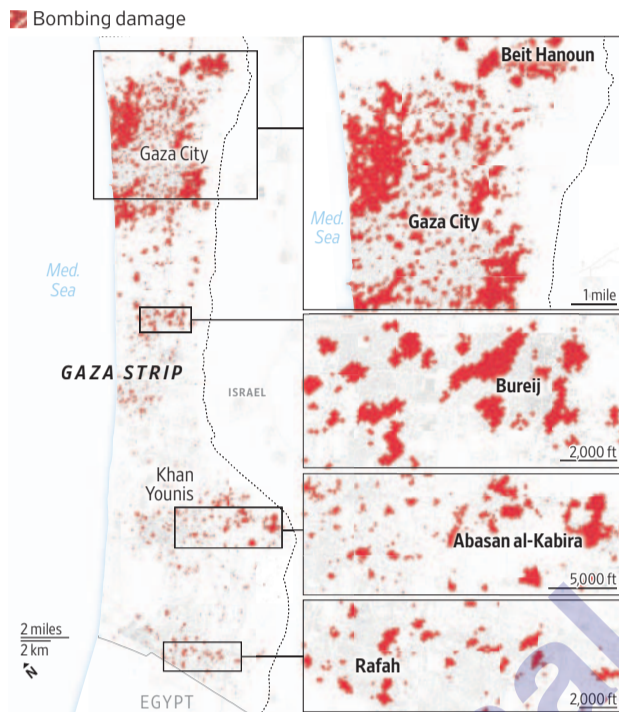 Bombing damage
Gaza City
Med.
Sea
GAZA STRIP
ISRAEL
Khan
Younis
2 miles
2 km
N
EGYPT
Beit Hanoun
Med.
Sea
Gaza City
1 mile
Bureij
2,000 ft
Abasan al-Kabira
5,000 ft
Rafah
2,000 ft